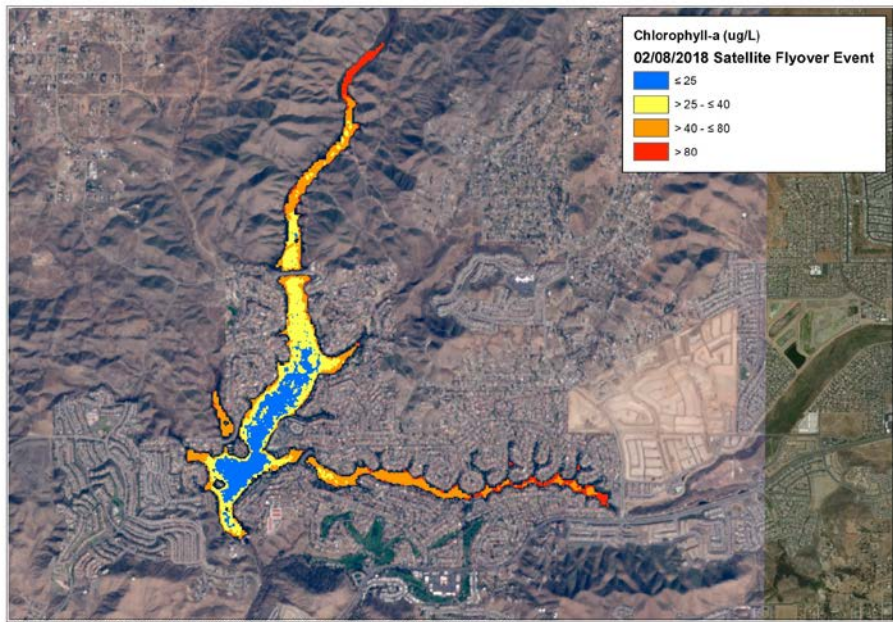 Chlorophyll-a (ug/L)
02/08/2018 Satellite Flyover Event
≤ 25
> 25 - ≤ 40
> 40 - ≤ 80
> 80